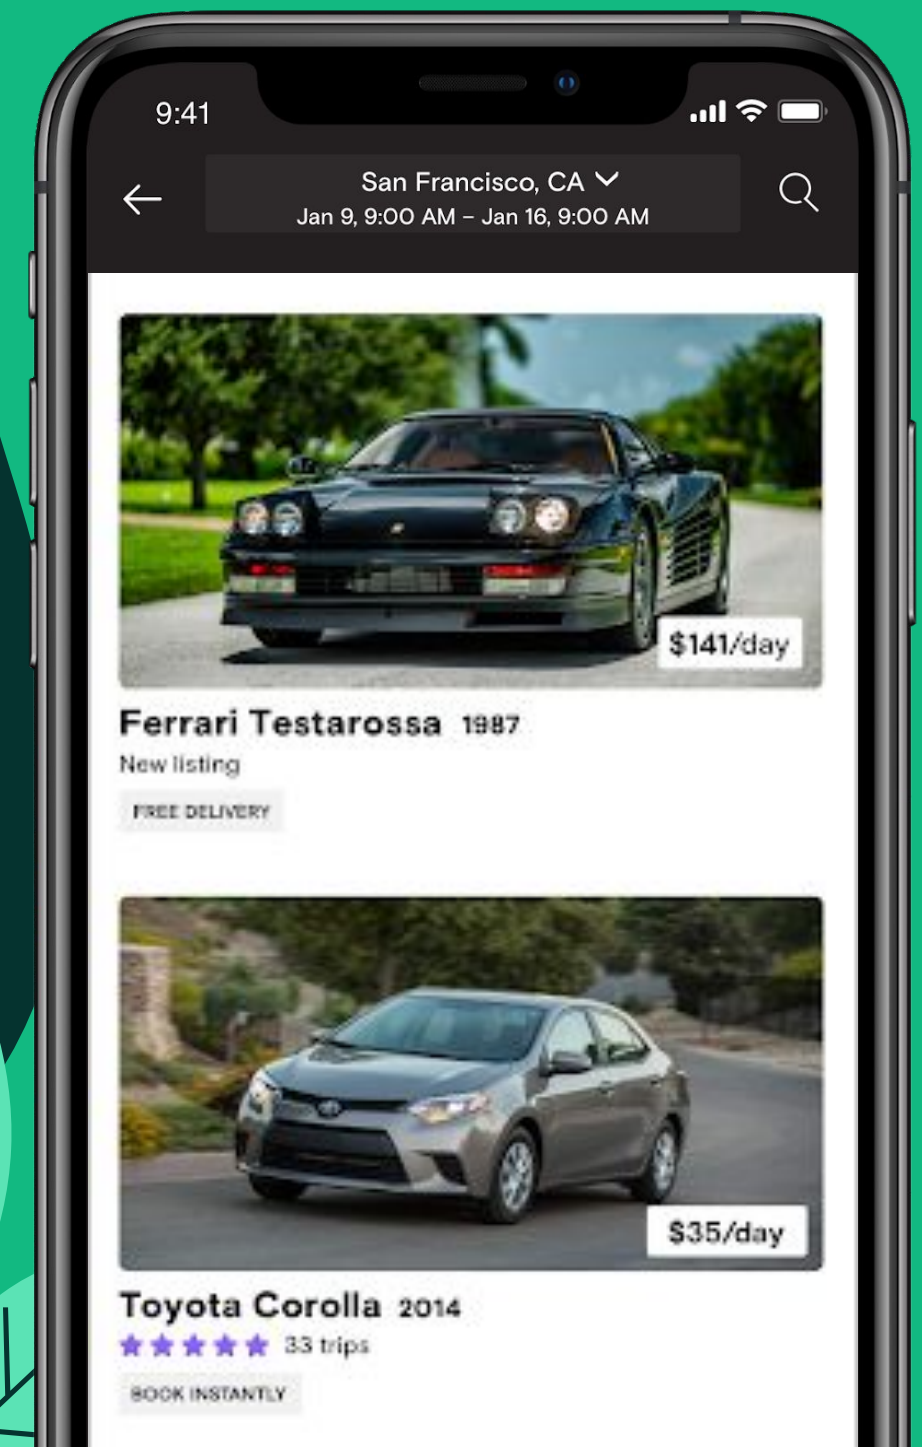 9:41
San Francisco, CA
Jan 9, 9:00 AM – Jan 16, 9:00 AM
$141/day
Ferrari Testarossa 1987
New listing
FREE DELIVERY
$35/day
Toyota Corolla 2014
33 trips
BOOK INSTANTLY